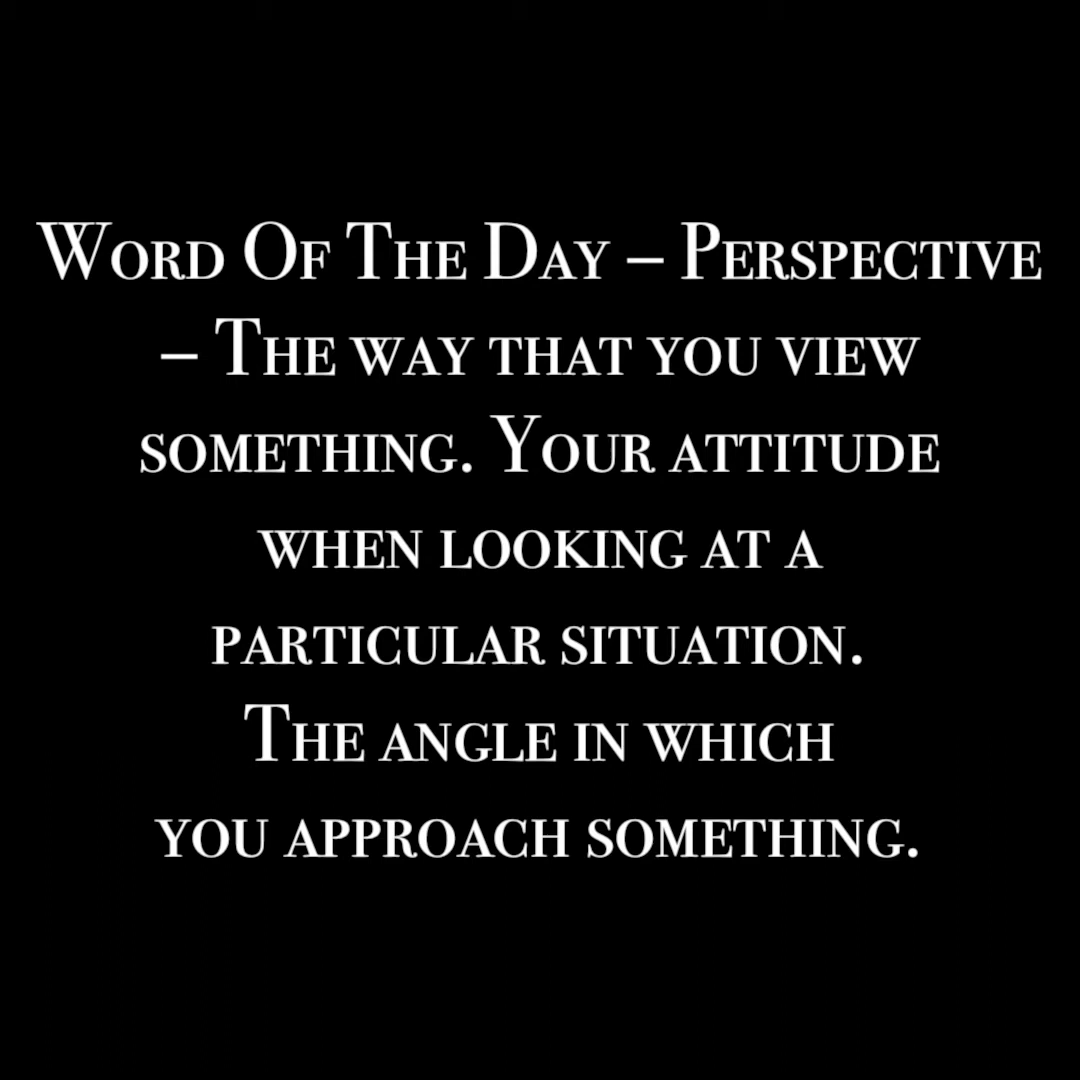 Word Of The Day – Perspective
– The way that you view
something. Your attitude
when looking at a
particular situation.
The angle in which
you approach something.